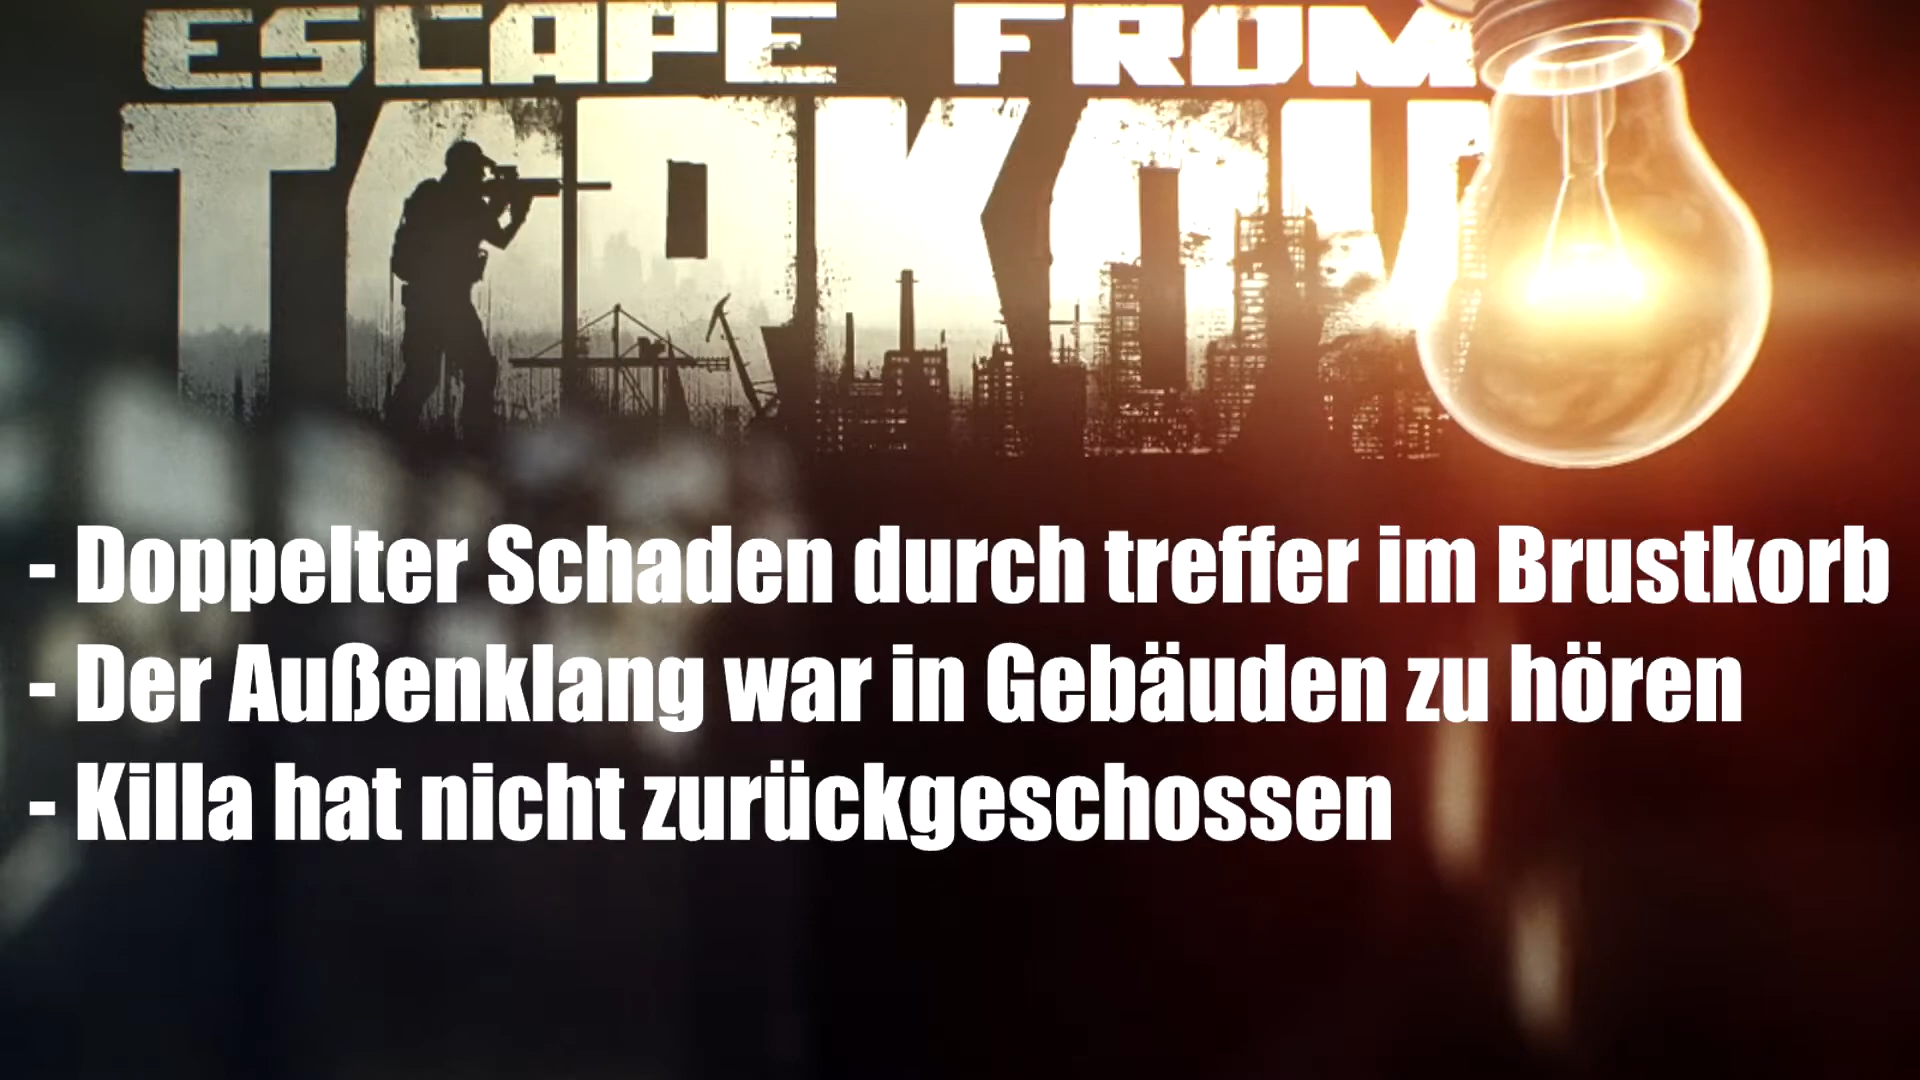 ESCAPE FROM
TARKOV
- Doppelter Schaden durch treffer im Brustkorb
- Der Außenklang war in Gebäuden zu hören
- Killa hat nicht zurückgeschossen